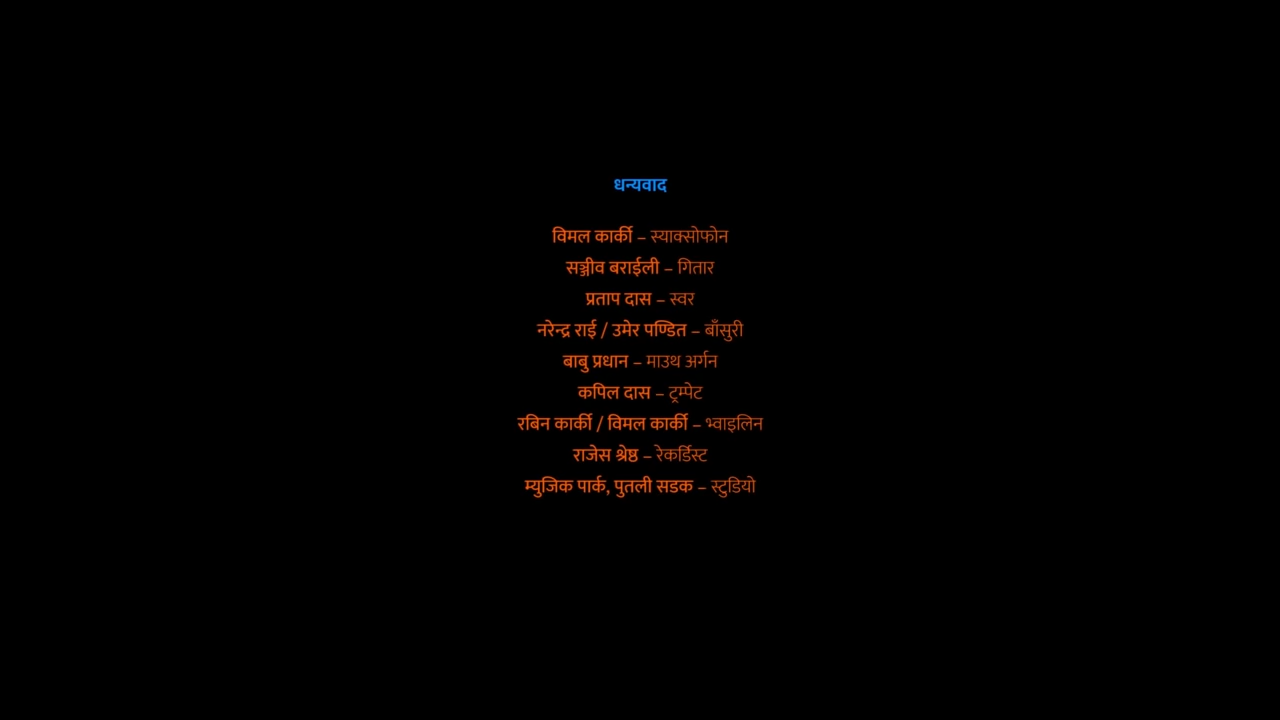 धन्यवाद
विमल कार्की – स्याक्सोफोन
सञ्जीव बराईली – गितार
प्रताप दास – स्वर
नरेन्द्र राई / उमेर पण्डित – बाँसुरी
बाबु प्रधान – माउथ अर्गन
कपिल दास – ट्रम्पेट
रबिन कार्की / विमल कार्की – भ्वाइलिन
राजेस श्रेष्ठ – रेकर्डिस्ट
म्युजिक पार्क, पुतली सडक – स्टुडियो